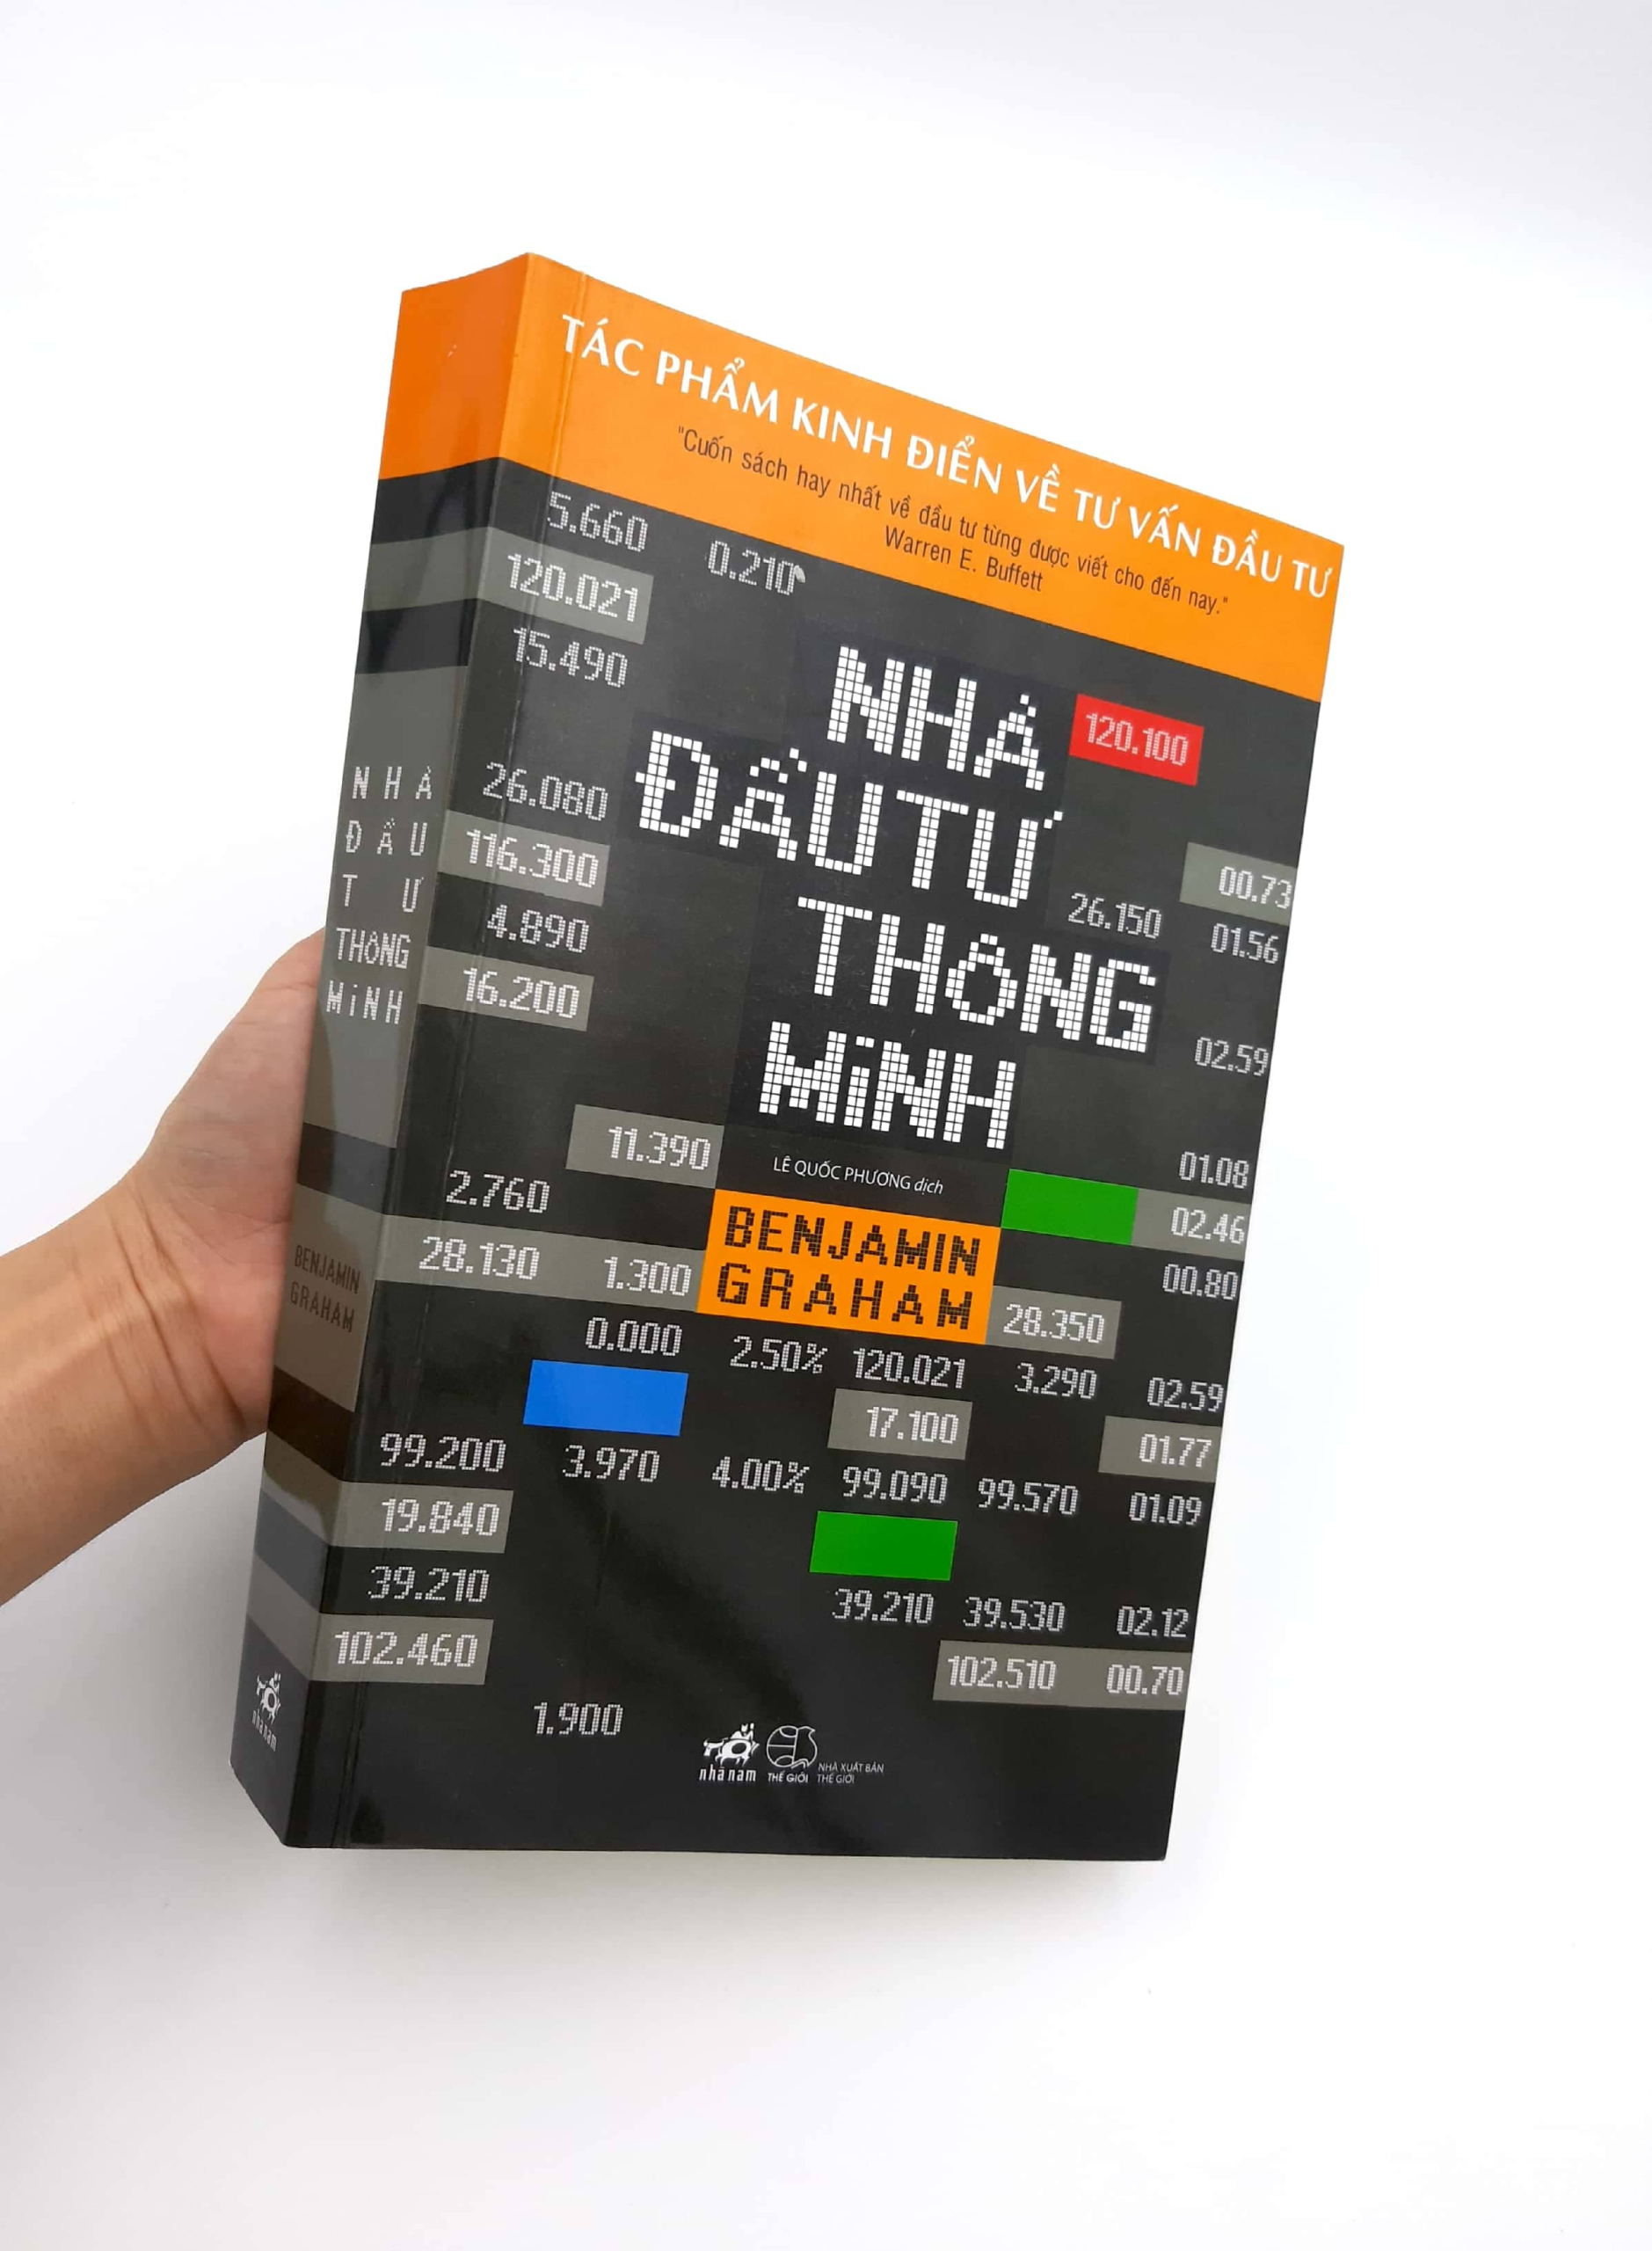 TÁC PHẨM KINH ĐIỂN VỀ TƯ VẤN ĐẦU TƯ
"Cuốn sách hay nhất về đầu tư từng được viết cho đến nay."
Warren E. Buffett
5.660
0.210
120.021
15.490
NHÀ
120.100
ĐẦU TƯ
26.080
116.300
00.73
26.150
01.56
4.890
THÔNG
16.200
02.59
MINH
11.390
LÊ QUỐC PHƯƠNG dịch
01.08
2.760
02.46
BENJAMIN
GRAHAM
28.130
1.300
00.80
28.350
0.000
2.50%
120.021
3.290
02.59
17.100
01.77
99.200
3.970
4.00%
99.090
99.570
01.09
19.840
39.210
39.210
39.530
02.12
102.460
102.510
00.70
1.900
nhã nam
THẾ GIỚI
NHÀ XUẤT BẢN
THẾ GIỚI
NHÀ
ĐẦU
TƯ
THÔNG
MINH
BENJAMIN
GRAHAM
nhã nam